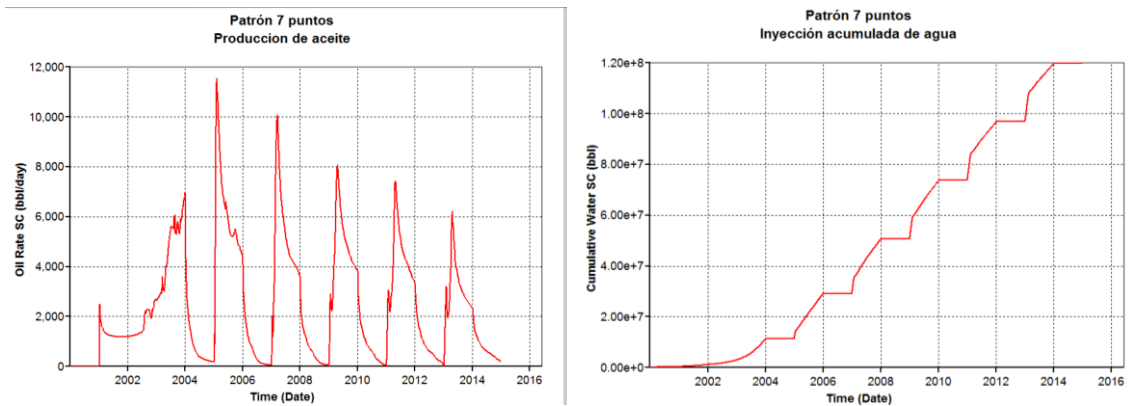 Patrón 7 puntos
Produccion de aceite
12,000
10,000
8,000
6,000
4,000
2,000
0
Oil Rate SC (bbl/day)
2002 2004 2006 2008 2010 2012 2014 2016
Time (Date)
Patrón 7 puntos
Inyección acumulada de agua
1.20e+8
1.00e+8
8.00e+7
6.00e+7
4.00e+7
2.00e+7
0.00e+0
Cumulative Water SC (bbl)
2002 2004 2006 2008 2010 2012 2014 2016
Time (Date)